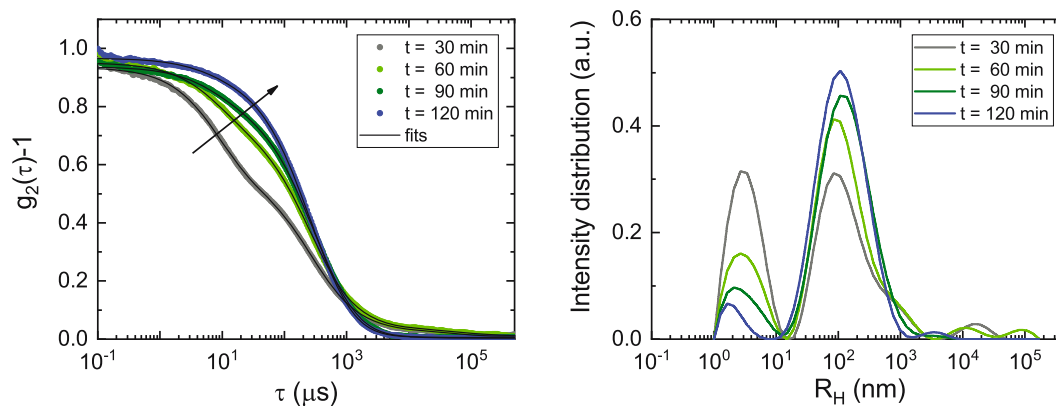 1.0
0.8
0.6
0.4
0.2
0.0
g₂(τ)-1
10⁻¹ 10¹ 10³ 10⁵
τ (μs)
t = 30 min
t = 60 min
t = 90 min
t = 120 min
fits
0.6
0.4
0.2
0.0
Intensity distribution (a.u.)
10⁻¹ 10⁰ 10¹ 10² 10³ 10⁴ 10⁵
R_H (nm)
t = 30 min
t = 60 min
t = 90 min
t = 120 min